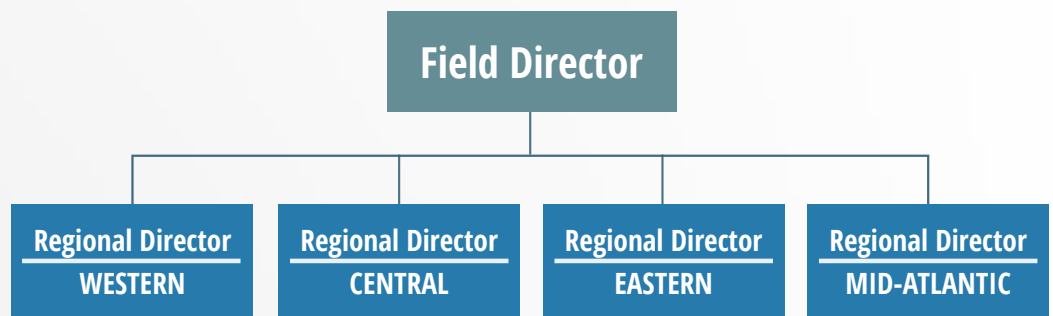 Field Director
Regional Director
WESTERN
Regional Director
CENTRAL
Regional Director
EASTERN
Regional Director
MID-ATLANTIC